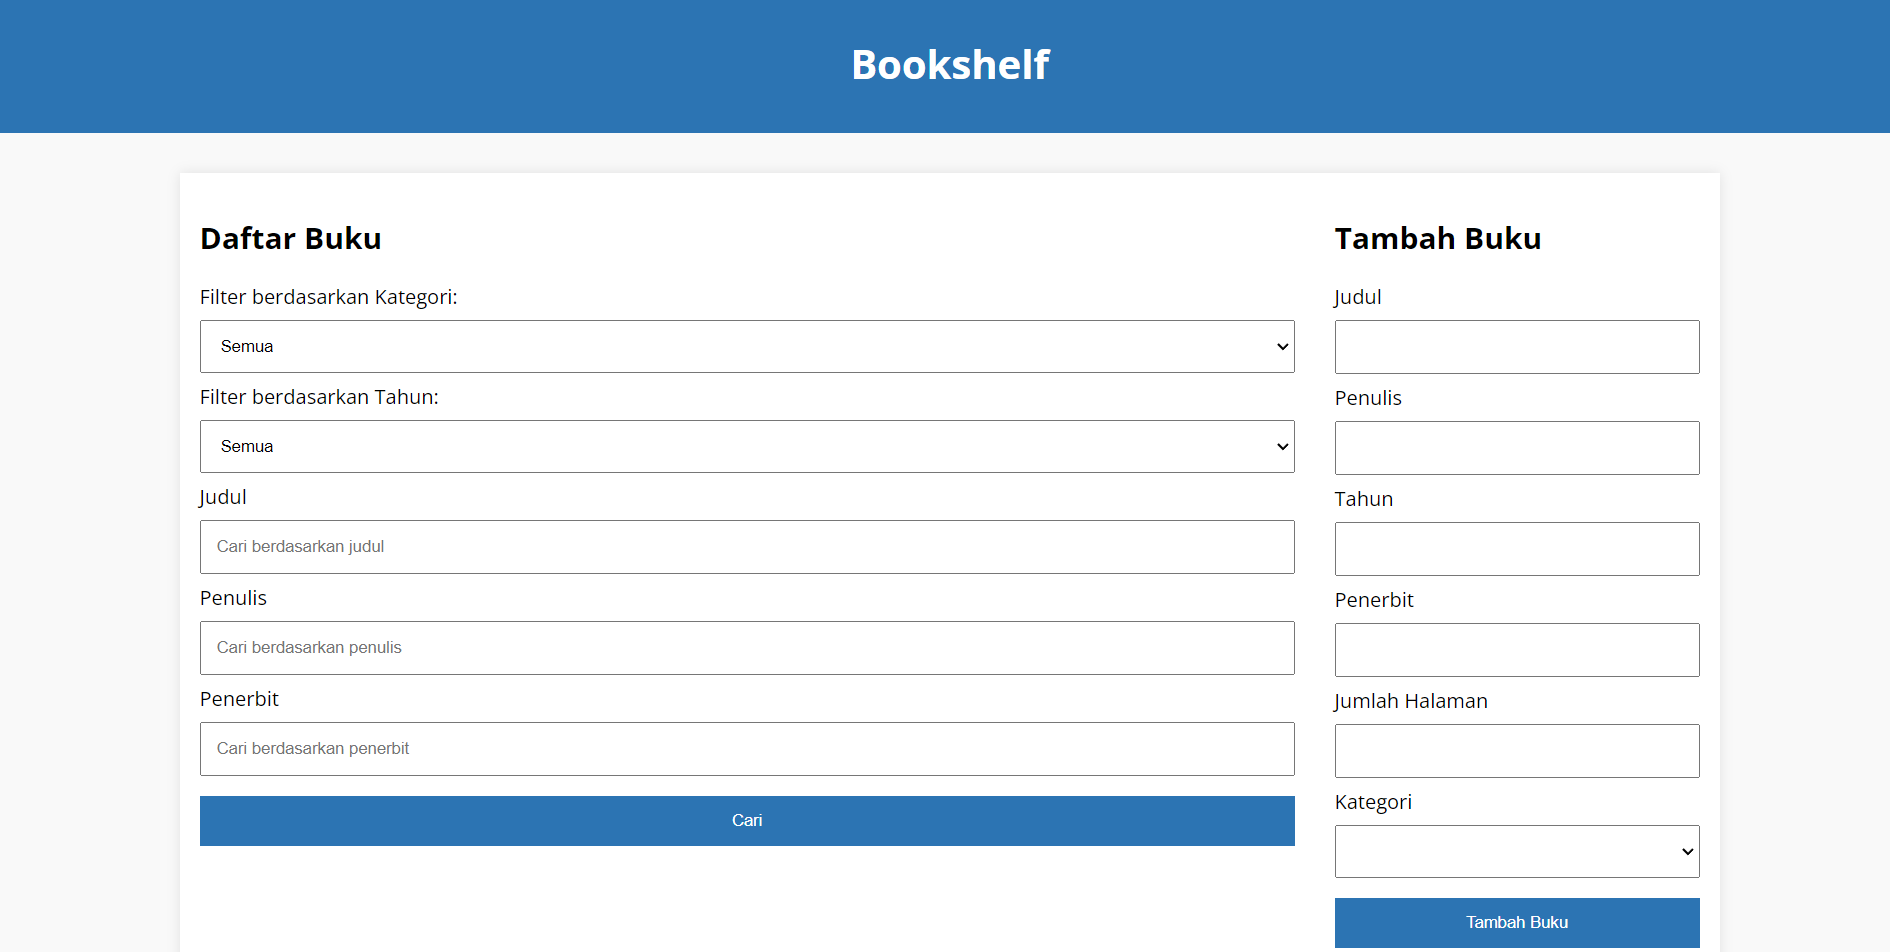 Bookshelf
Daftar Buku
Filter berdasarkan Kategori:
Semua
Filter berdasarkan Tahun:
Semua
Judul
Cari berdasarkan judul
Penulis
Cari berdasarkan penulis
Penerbit
Cari berdasarkan penerbit
Cari
Tambah Buku
Judul
Penulis
Tahun
Penerbit
Jumlah Halaman
Kategori
Tambah Buku